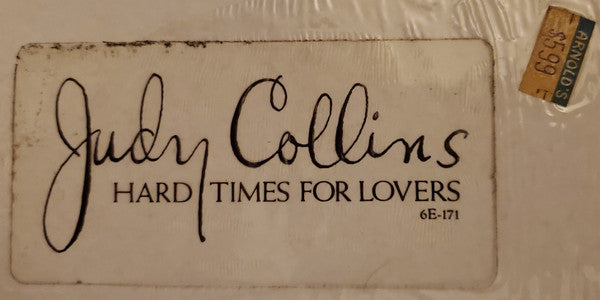 Judy Collins
HARD TIMES FOR LOVERS
6E-171
ARNOLD'S
$5.99